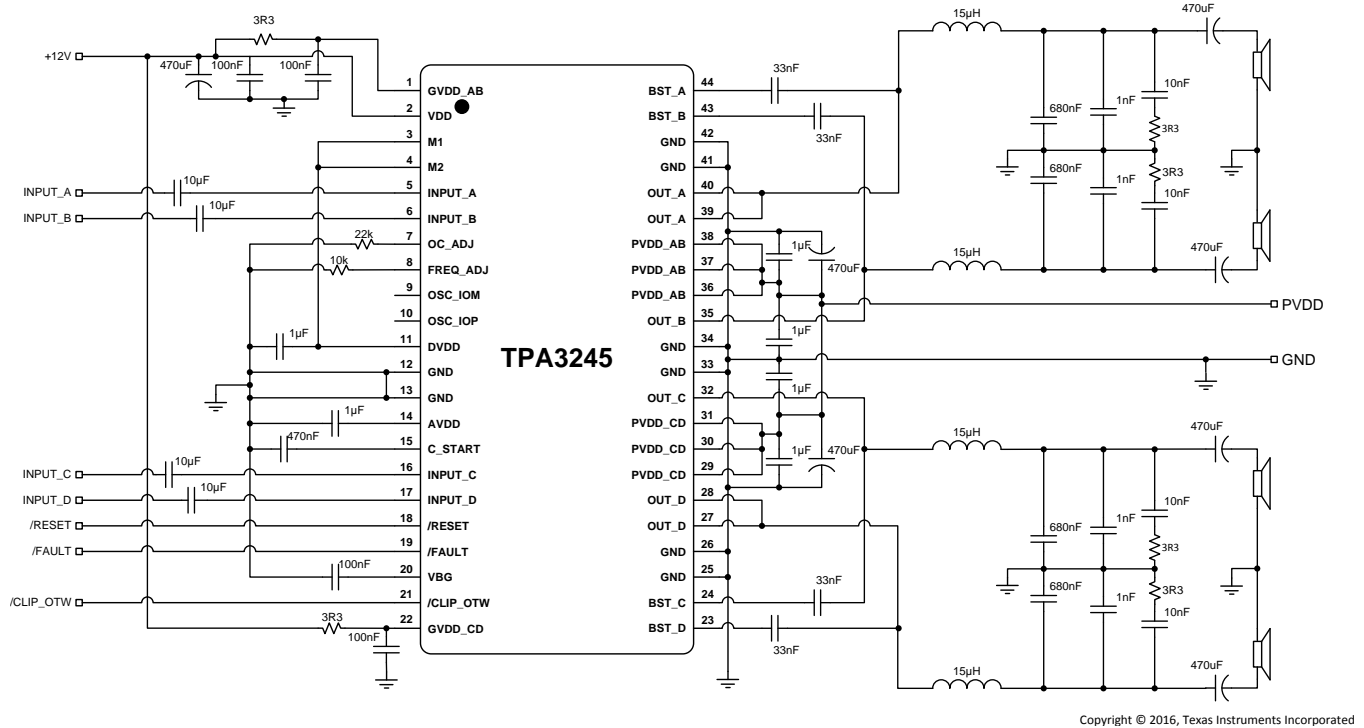 15µH
470uF
3R3
+12V
470uF 100nF 100nF
33nF
1 GVDD_AB
BST_A 44
10nF
2 VDD
BST_B 43
680nF
1nF
3R3
33nF
3 M1
GND 42
4 M2
GND 41
680nF
1nF
3R3
10nF
INPUT_A
10µF
5 INPUT_A
OUT_A 40
INPUT_B
10µF
6 INPUT_B
OUT_A 39
22k
7 OC_ADJ
PVDD_AB 38
1µF
470uF
470uF
10k
8 FREQ_ADJ
PVDD_AB 37
15µH
9 OSC_IOM
PVDD_AB 36
PVDD
10 OSC_IOP
OUT_B 35
1µF
1µF
11 DVDD
GND 34
TPA3245
GND
12 GND
GND 33
1µF
13 GND
OUT_C 32
1µF
14 AVDD
PVDD_CD 31
470uF
470nF
15 C_START
PVDD_CD 30
1µF
470uF
15µH
INPUT_C
10µF
16 INPUT_C
PVDD_CD 29
INPUT_D
10µF
17 INPUT_D
OUT_D 28
10nF
/RESET
18 /RESET
OUT_D 27
680nF
1nF
3R3
/FAULT
19 /FAULT
GND 26
100nF
20 VBG
GND 25
680nF
1nF
3R3
10nF
33nF
/CLIP_OTW
21 /CLIP_OTW
BST_C 24
3R3
100nF
22 GVDD_CD
BST_D 23
33nF
15µH
470uF
Copyright © 2016, Texas Instruments Incorporated